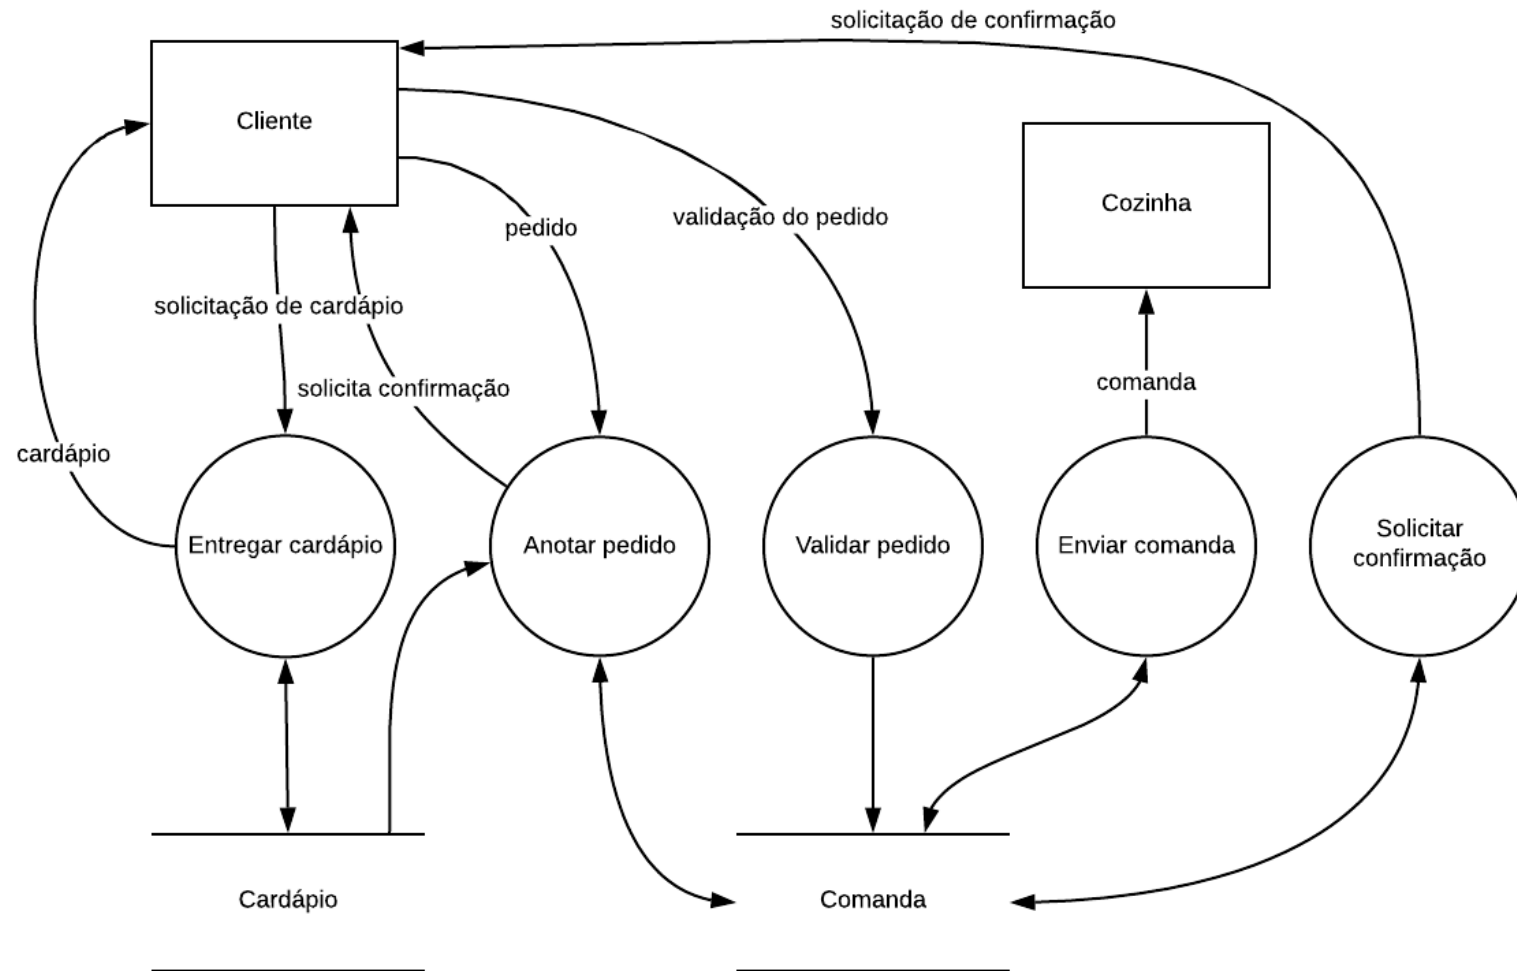 solicitação de confirmação
Cliente
Cozinha
pedido
validação do pedido
solicitação de cardápio
solicita confirmação
comanda
cardápio
Entregar cardápio
Anotar pedido
Validar pedido
Enviar comanda
Solicitar
confirmação
Cardápio
Comanda